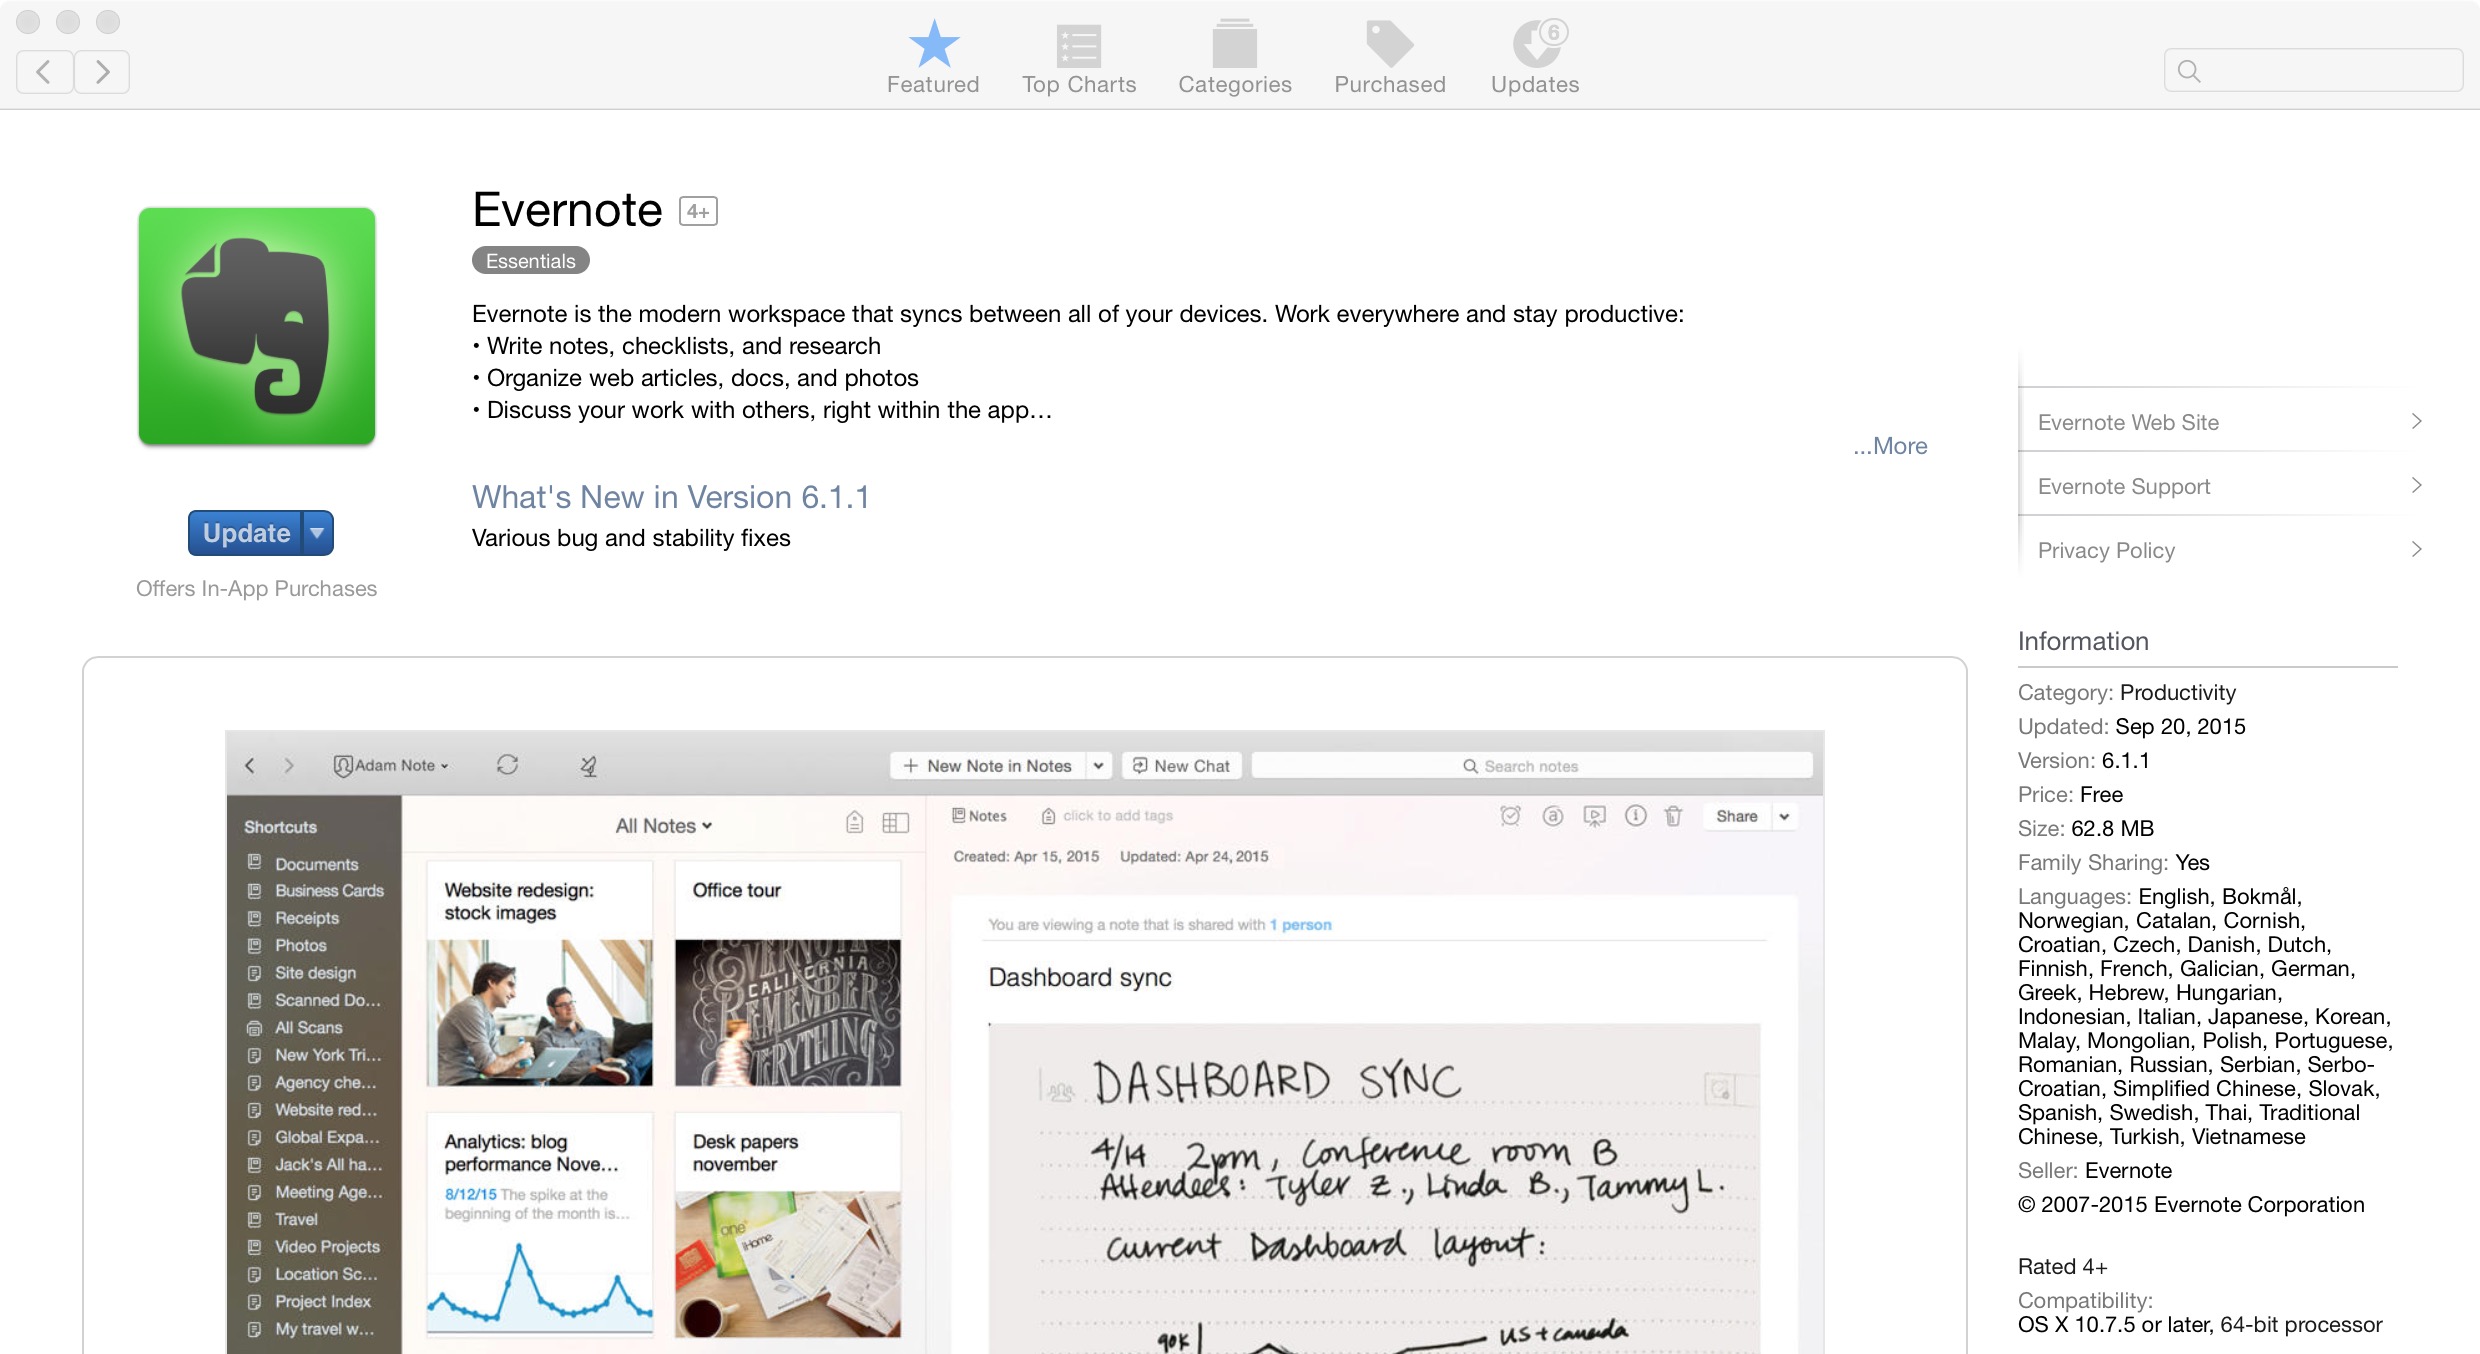 Featured
Top Charts
Categories
Purchased
6
Updates
Evernote 4+
Essentials
Evernote is the modern workspace that syncs between all of your devices. Work everywhere and stay productive:
• Write notes, checklists, and research
• Organize web articles, docs, and photos
• Discuss your work with others, right within the app...
...More
What's New in Version 6.1.1
Various bug and stability fixes
Update
Offers In-App Purchases
Evernote Web Site
Evernote Support
Privacy Policy
Information
Category: Productivity
Updated: Sep 20, 2015
Version: 6.1.1
Price: Free
Size: 62.8 MB
Family Sharing: Yes
Languages: English, Bokmål,
Norwegian, Catalan, Cornish,
Croatian, Czech, Danish, Dutch,
Finnish, French, Galician, German,
Greek, Hebrew, Hungarian,
Indonesian, Italian, Japanese, Korean,
Malay, Mongolian, Polish, Portuguese,
Romanian, Russian, Serbian, Serbo-
Croatian, Simplified Chinese, Slovak,
Spanish, Swedish, Thai, Traditional
Chinese, Turkish, Vietnamese
Seller: Evernote
© 2007-2015 Evernote Corporation
Rated 4+
Compatibility:
OS X 10.7.5 or later, 64-bit processor
Adam Note
+ New Note in Notes
New Chat
Search notes
Shortcuts
Documents
Business Cards
Receipts
Photos
Site design
Scanned Do...
All Scans
New York Tri...
Agency che...
Website red...
Global Expa...
Jack's All ha...
Meeting Age...
Travel
Video Projects
Location Sc...
Project Index
My travel w...
All Notes
Website redesign:
stock images
Office tour
EVERNOTE
CALIFORNIA
REMEMBER
EVERYTHING
Analytics: blog
performance Nove...
8/12/15 The spike at the
beginning of the month is...
Desk papers
november
one
iHome
Notes
click to add tags
Share
Created: Apr 15, 2015 Updated: Apr 24, 2015
You are viewing a note that is shared with 1 person
Dashboard sync
DASHBOARD SYNC
4/14 2pm, Conference room B
Attendees: Tyler Z., Linda B., Tammy L.
Current Dashboard layout:
90K
US + Canada